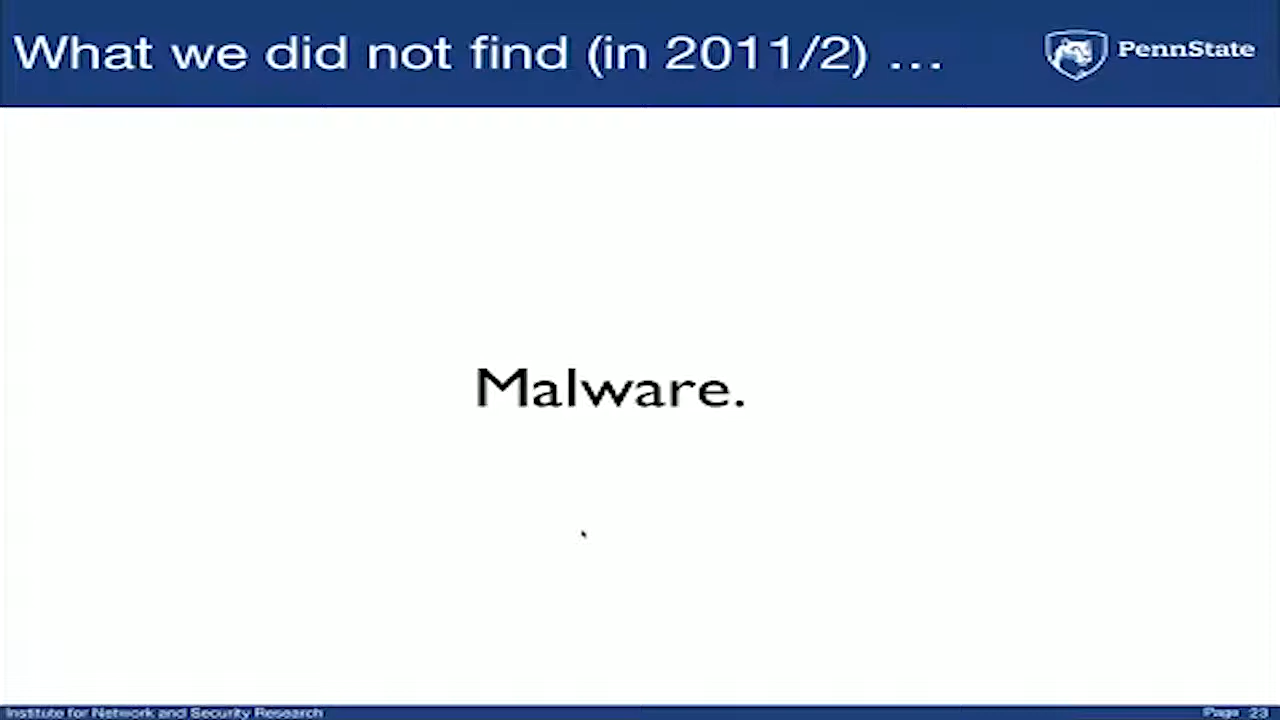 What we did not find (in 2011/2) ...
PennState
Malware.
Institute for Network and Security Research
Page 23